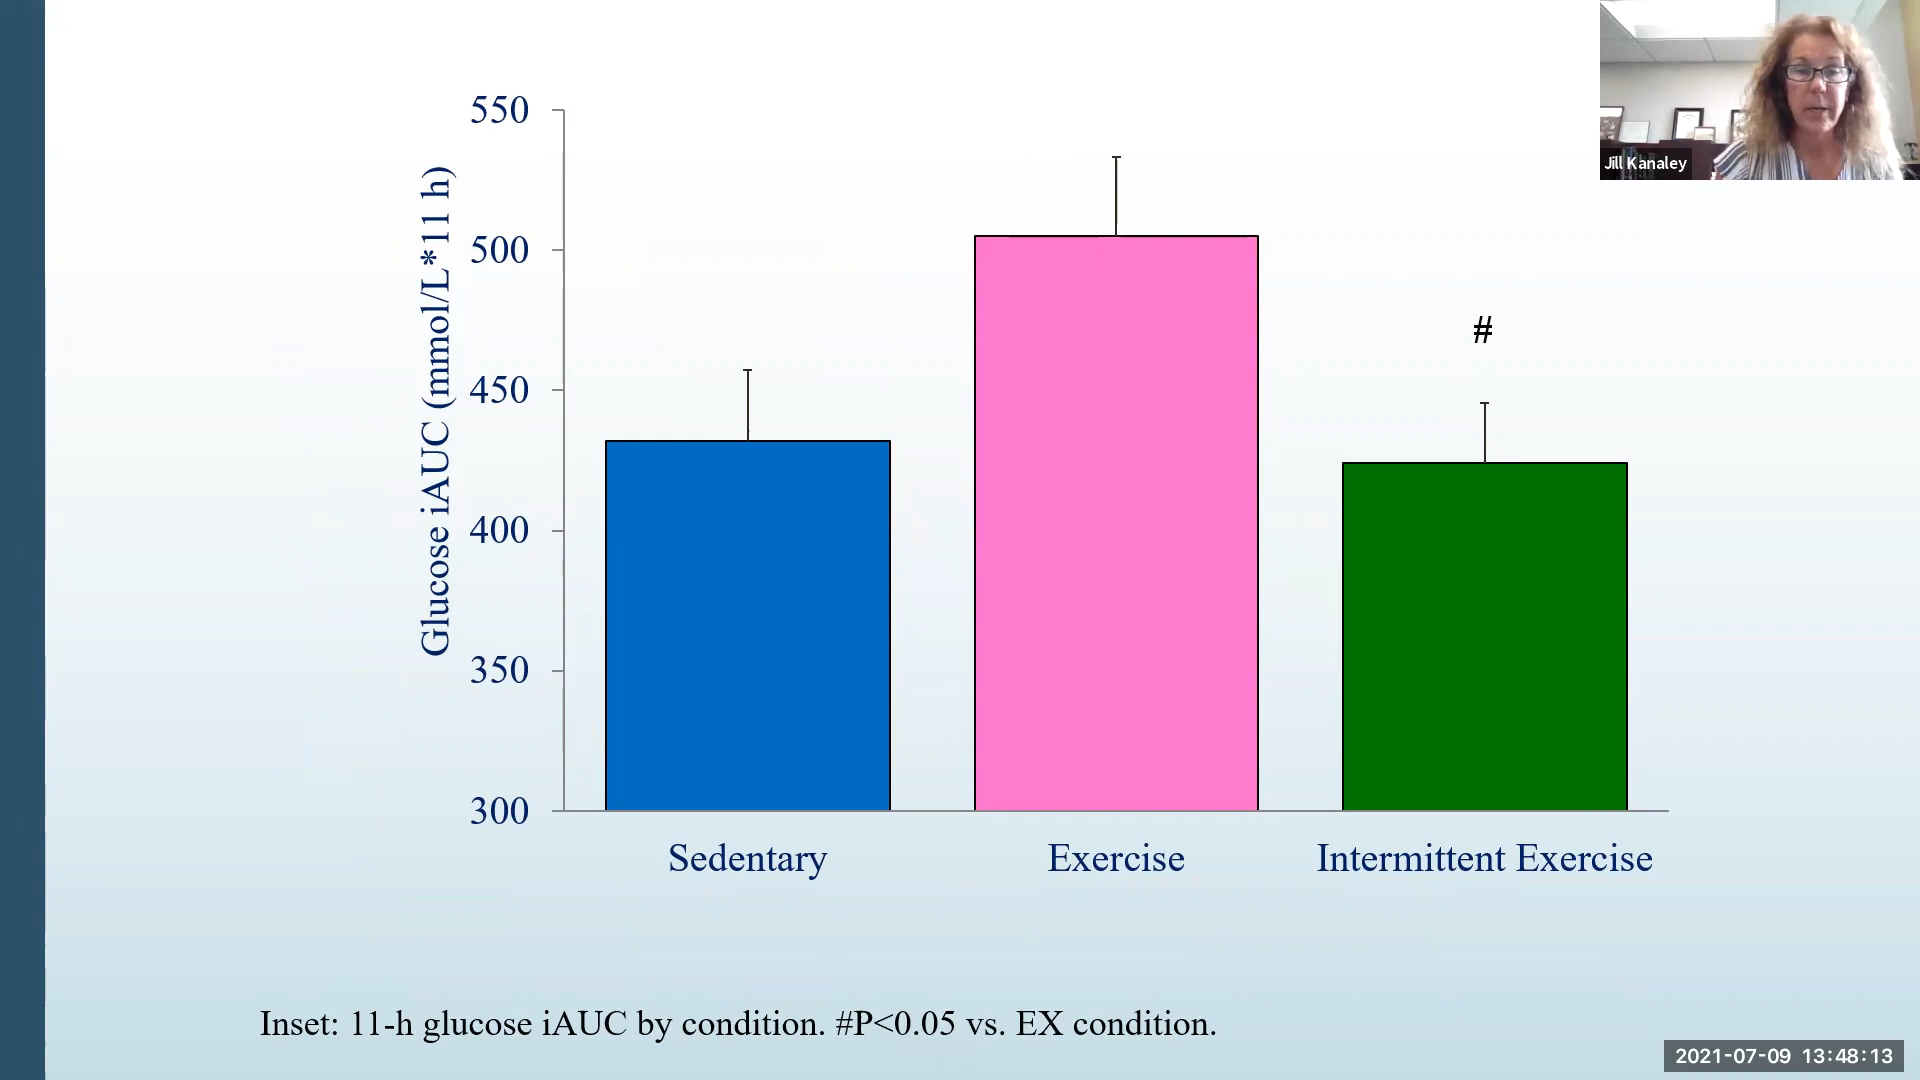 Jill Kanaley
Glucose iAUC (mmol/L*11 h)
550
500
450
400
350
300
#
Sedentary
Exercise
Intermittent Exercise
Inset: 11-h glucose iAUC by condition. #P<0.05 vs. EX condition.
2021-07-09 13:48:13